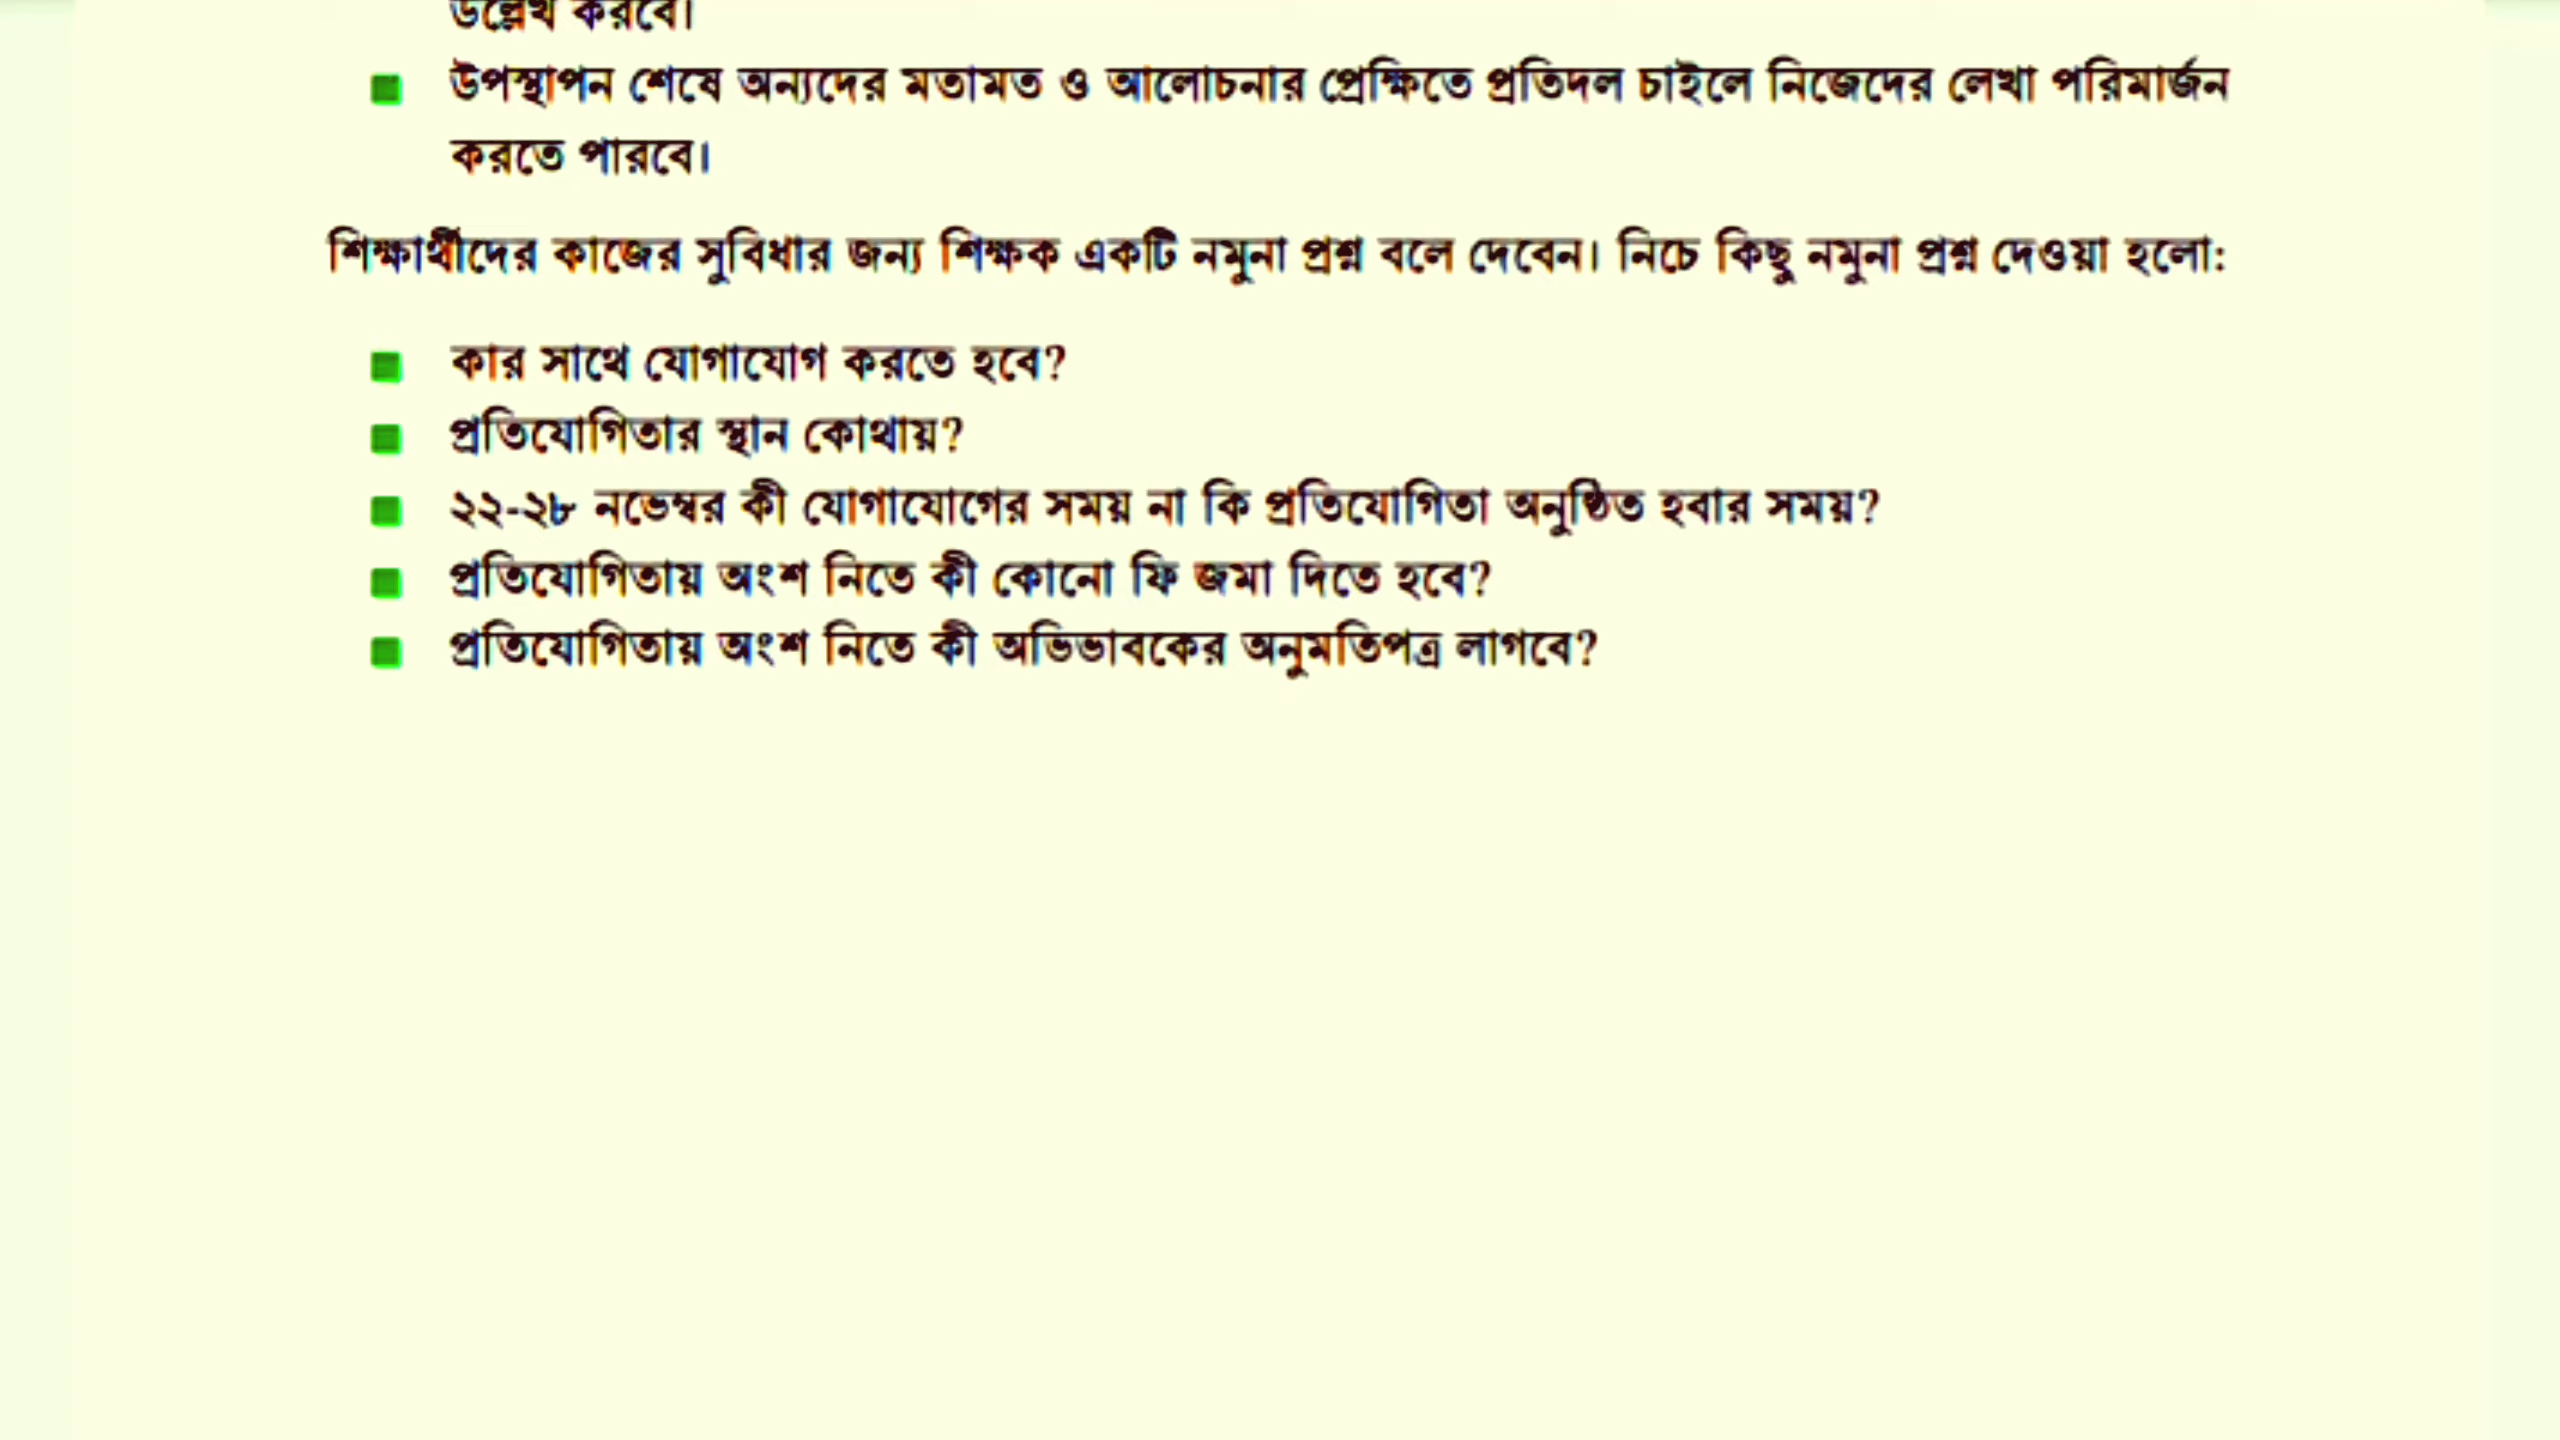 উল্লেখ করবে।
উপস্থাপন শেষে অন্যদের মতামত ও আলোচনার প্রেক্ষিতে প্রতিদল চাইলে নিজেদের লেখা পরিমার্জন
করতে পারবে।
শিক্ষার্থীদের কাজের সুবিধার জন্য শিক্ষক একটি নমুনা প্রশ্ন বলে দেবেন। নিচে কিছু নমুনা প্রশ্ন দেওয়া হলো:
কার সাথে যোগাযোগ করতে হবে?
প্রতিযোগিতার স্থান কোথায়?
২২-২৮ নভেম্বর কী যোগাযোগের সময় না কি প্রতিযোগিতা অনুষ্ঠিত হবার সময়?
প্রতিযোগিতায় অংশ নিতে কী কোনো ফি জমা দিতে হবে?
প্রতিযোগিতায় অংশ নিতে কী অভিভাবকের অনুমতিপত্র লাগবে?